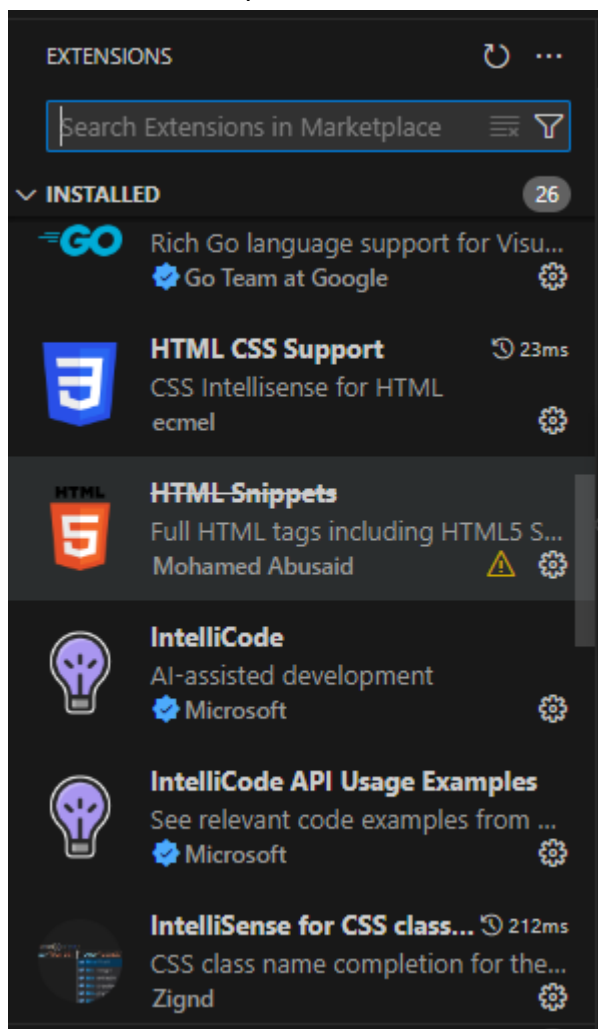 EXTENSIONS
Search Extensions in Marketplace
INSTALLED 26
GO Rich Go language support for Visu...
Go Team at Google
HTML CSS Support 23ms
CSS Intellisense for HTML
ecmel
HTML Snippets
Full HTML tags including HTML5 S...
Mohamed Abusaid
HTML
5
IntelliCode
AI-assisted development
Microsoft
IntelliCode API Usage Examples
See relevant code examples from ...
Microsoft
IntelliSense for CSS class... 212ms
CSS class name completion for the...
Zignd